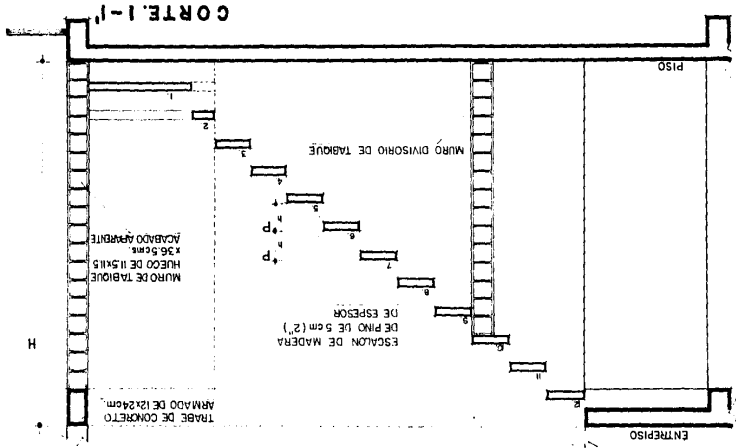 ENTREPISO
TRABE DE CONCRETO
ARMADO DE 12x24cm.
12
11
H
10
ESCALON DE MADERA
DE PINO DE 5cm (2")
DE ESPESOR
9
8
7
MURO DE TABIQUE
HUECO DE 11.5x11.5
x36.5cms.
ACABADO APARENTE
P
h
6
P
h
5
4
MURO DIVISORIO DE TABIQUE
3
2
1
PISO
CORTE.1-1'